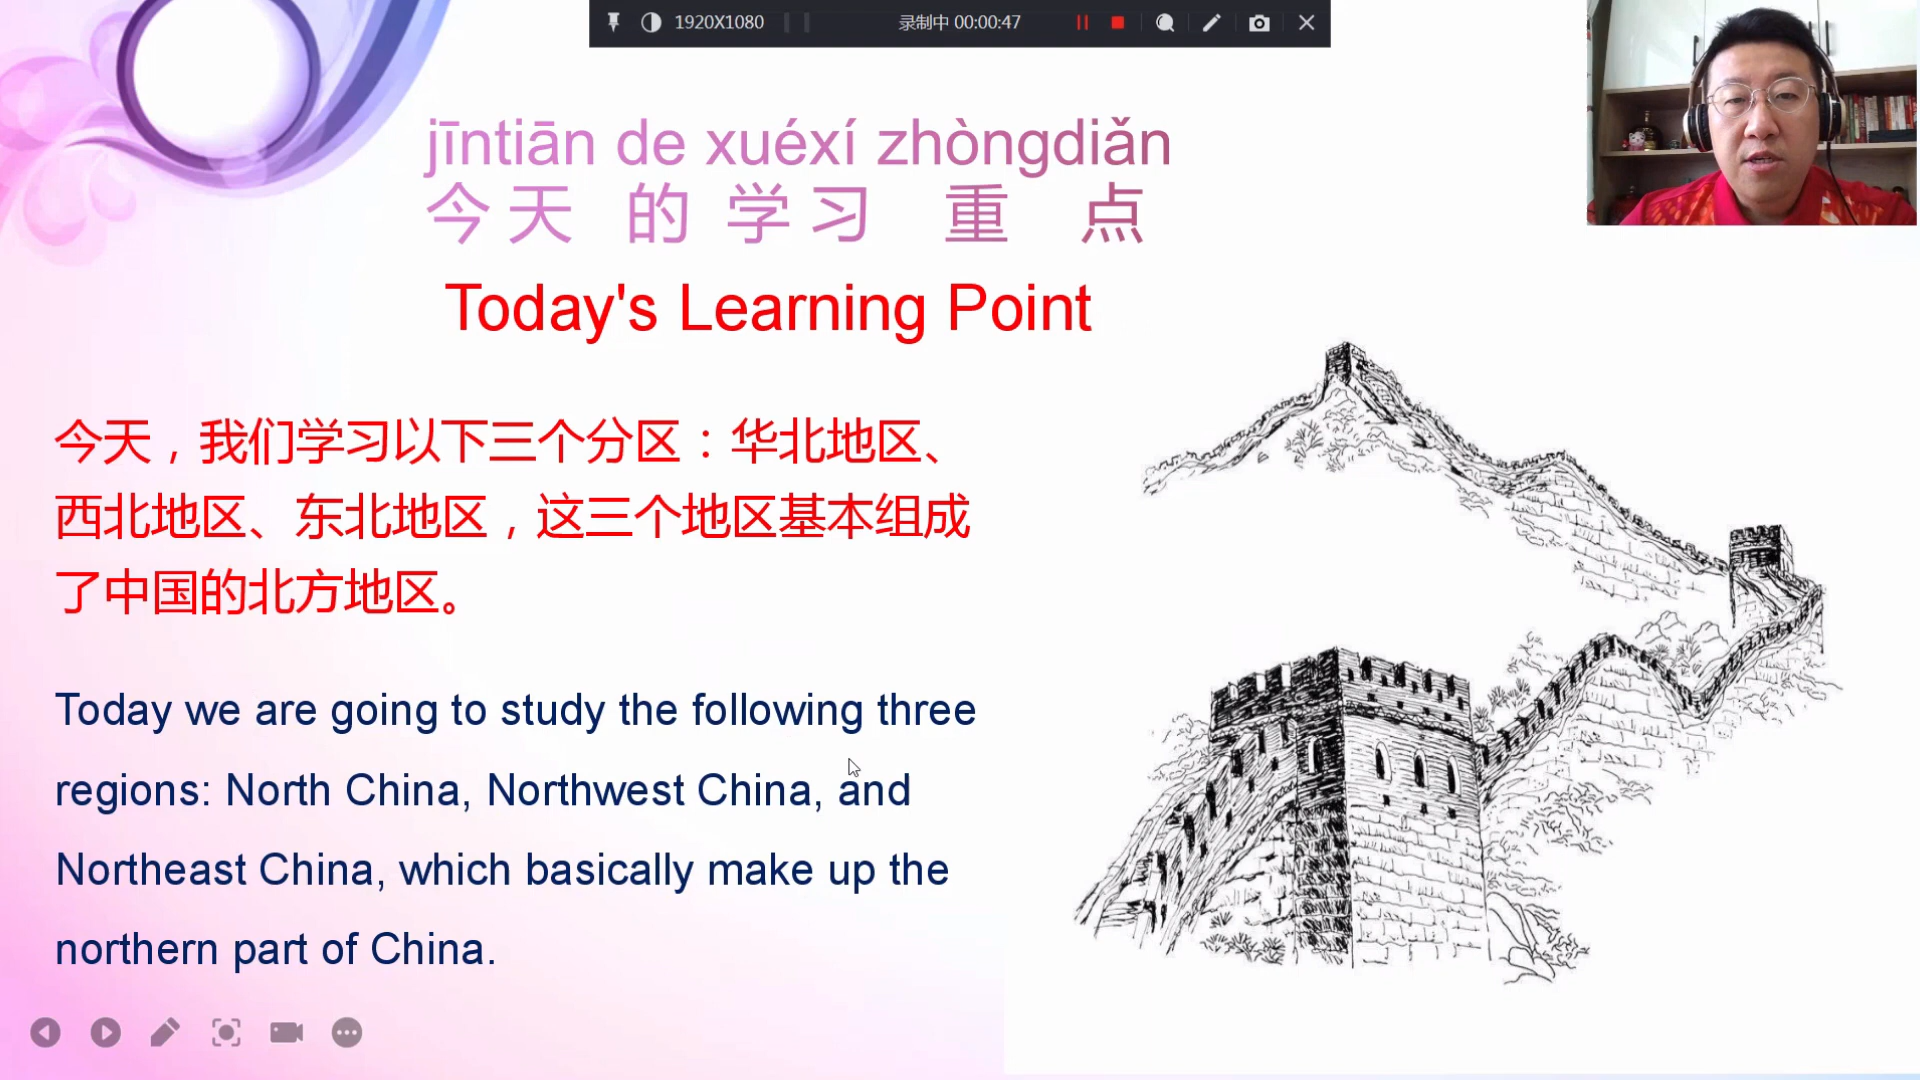 1920X1080
录制中 00:00:47
jīntiān de xuéxí zhòngdiǎn
今天 的 学习 重 点
Today's Learning Point
今天，我们学习以下三个分区：华北地区、
西北地区、东北地区，这三个地区基本组成
了中国的北方地区。
Today we are going to study the following three
regions: North China, Northwest China, and
Northeast China, which basically make up the
northern part of China.